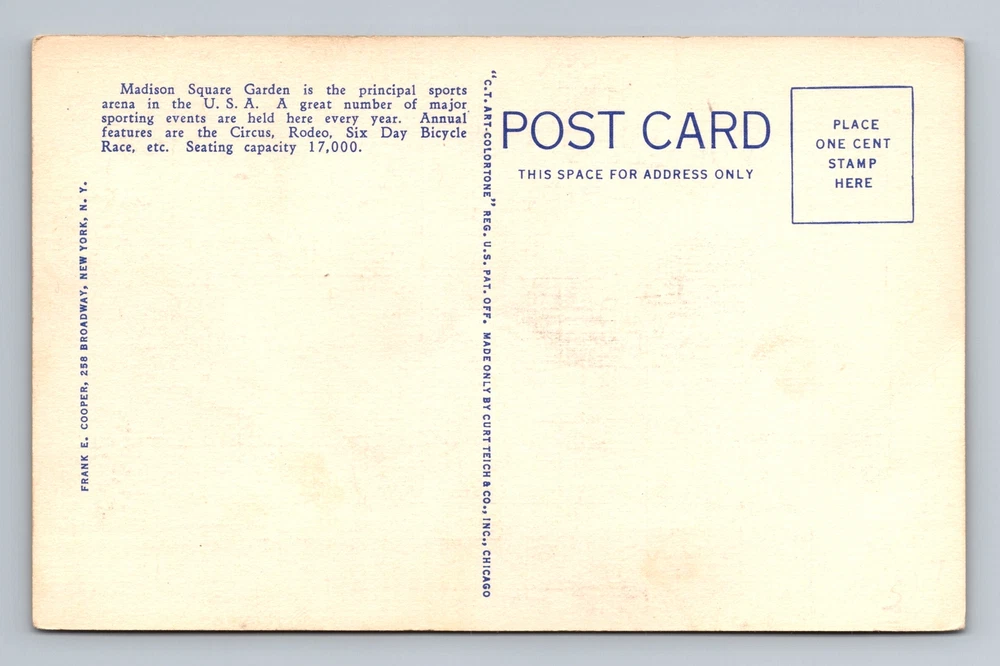 Madison Square Garden is the principal sports
arena in the U. S. A. A great number of major
sporting events are held here every year. Annual
features are the Circus, Rodeo, Six Day Bicycle
Race, etc. Seating capacity 17,000.
FRANK E. COOPER, 258 BROADWAY, NEW YORK, N. Y.
"C.T. ART-COLORTONE" REG. U.S. PAT. OFF. MADE ONLY BY CURT TEICH & CO., INC., CHICAGO
POST CARD
THIS SPACE FOR ADDRESS ONLY
PLACE
ONE CENT
STAMP
HERE